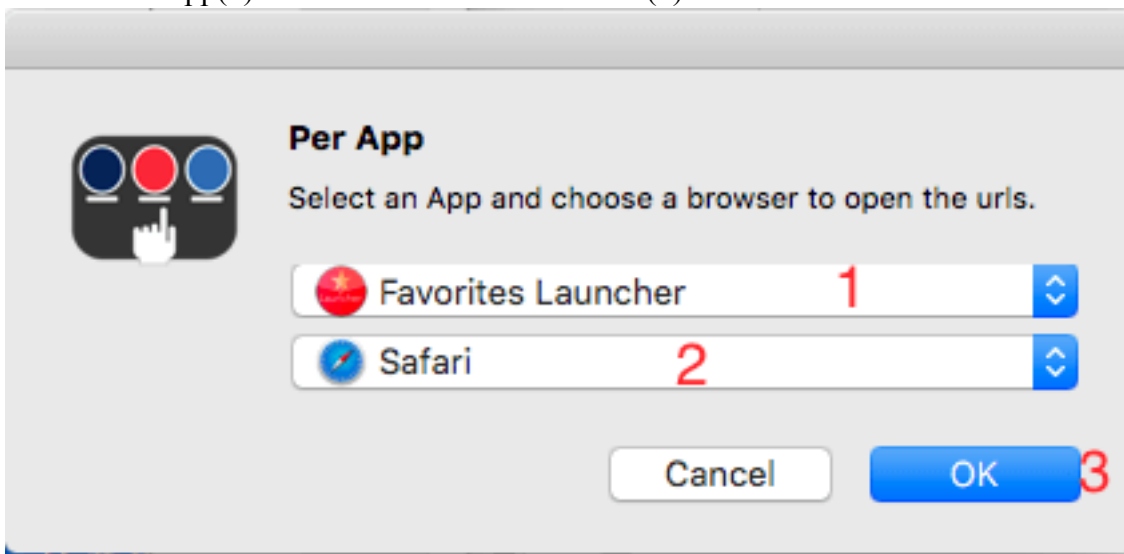 Per App
Select an App and choose a browser to open the urls.
Favorites Launcher 1
Safari 2
Cancel OK 3